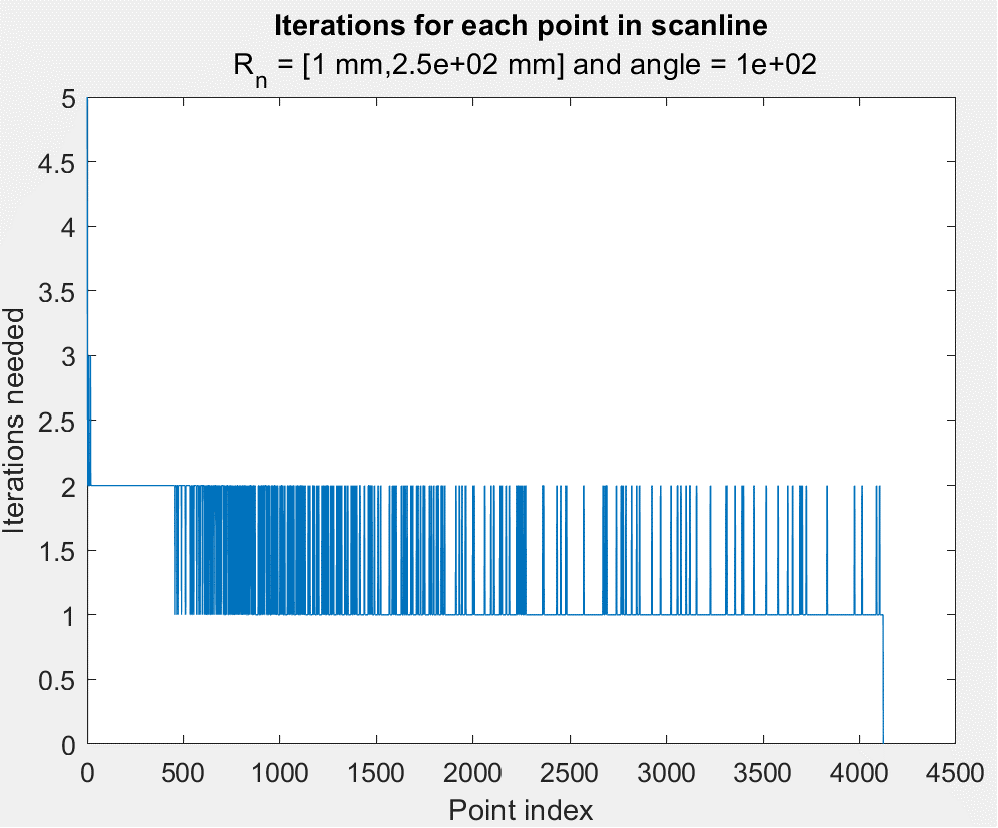 Iterations for each point in scanline
Rn = [1 mm,2.5e+02 mm] and angle = 1e+02
5
4.5
4
3.5
3
2.5
2
1.5
1
0.5
0
Iterations needed
0 500 1000 1500 2000 2500 3000 3500 4000 4500
Point index